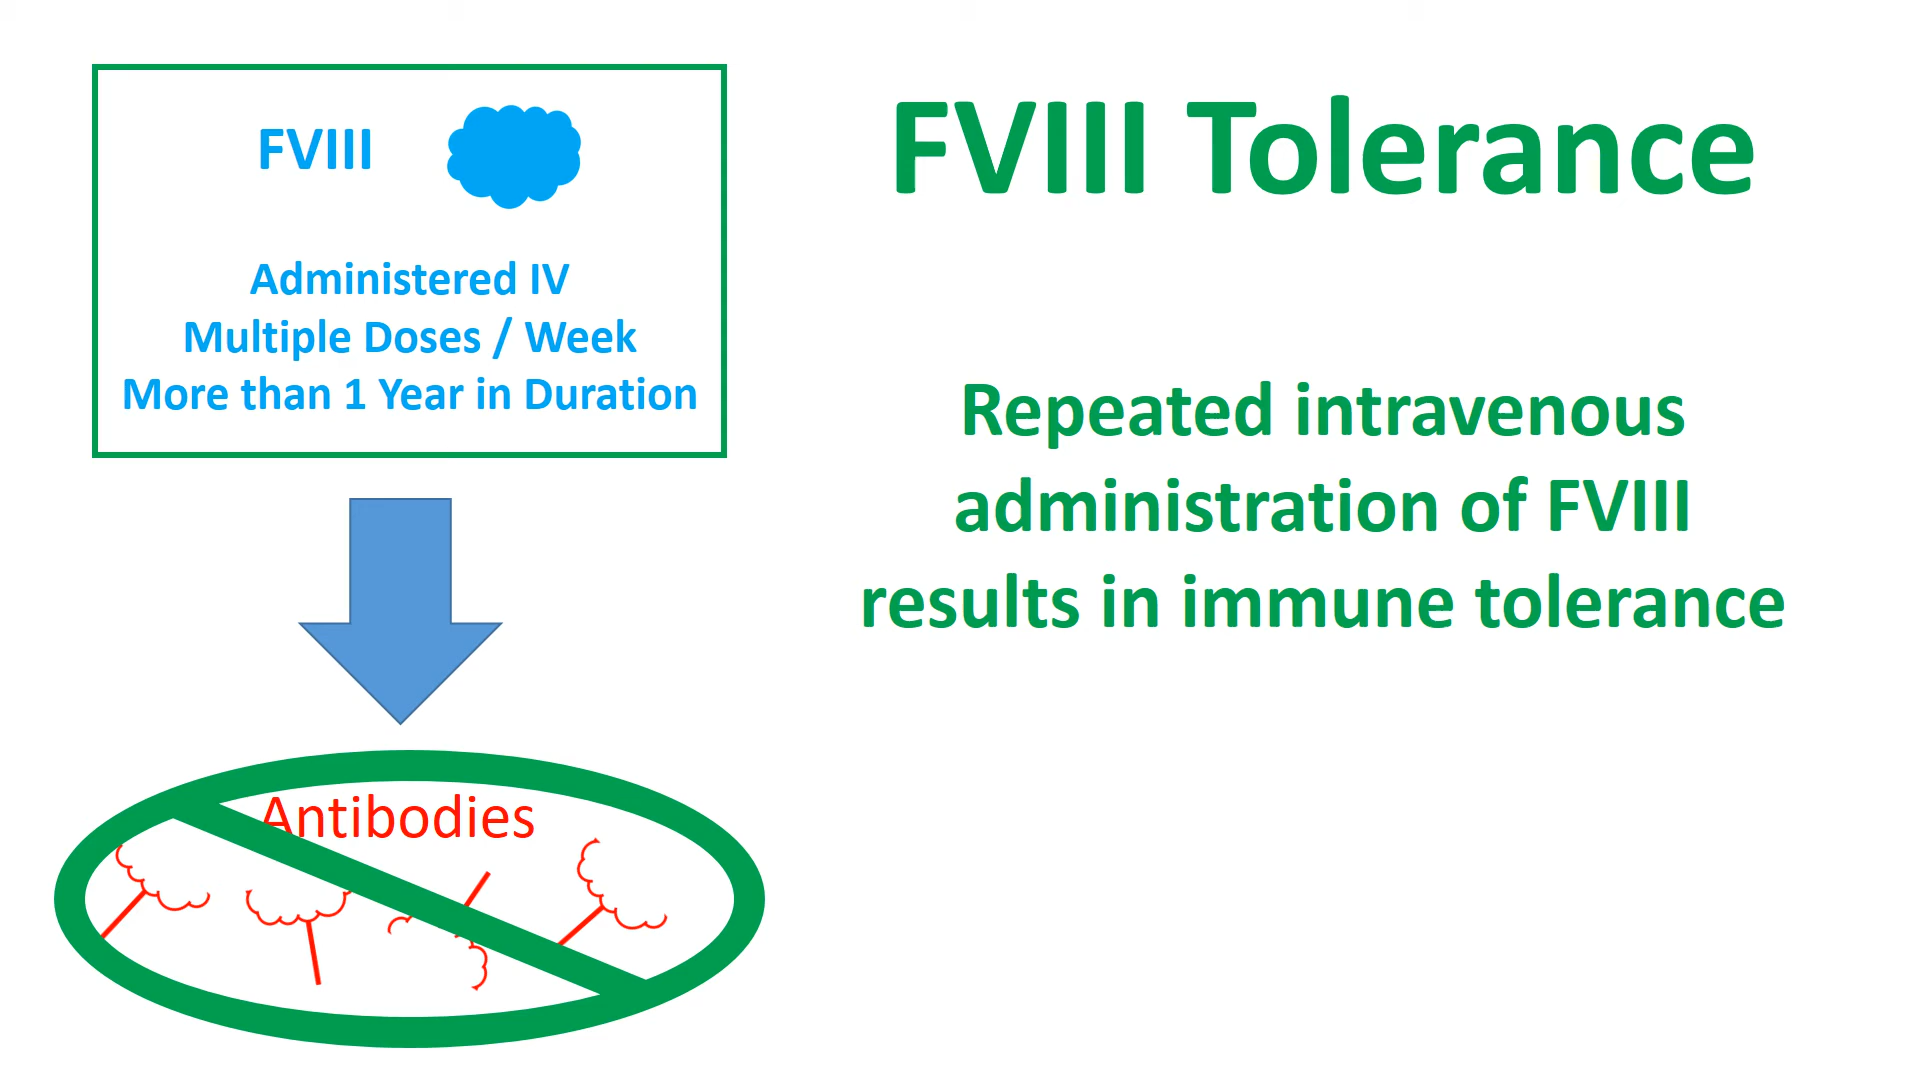 FVIII
Administered IV
Multiple Doses / Week
More than 1 Year in Duration
Antibodies
FVIII Tolerance
Repeated intravenous
administration of FVIII
results in immune tolerance